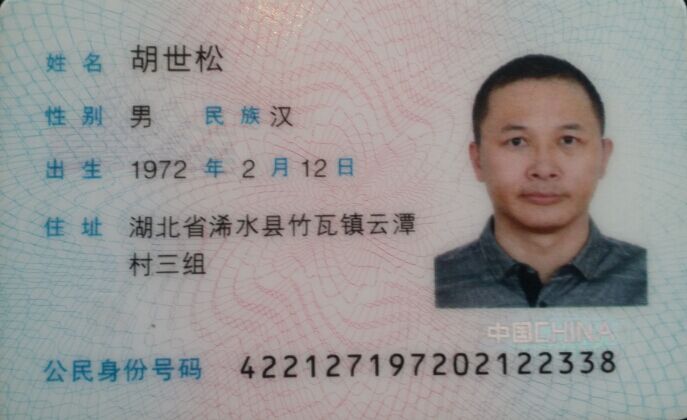 姓名 胡世松
性别 男 民族 汉
出生 1972 年 2 月 12 日
住址 湖北省浠水县竹瓦镇云潭
村三组
中国CHINA
公民身份号码 422127197202122338